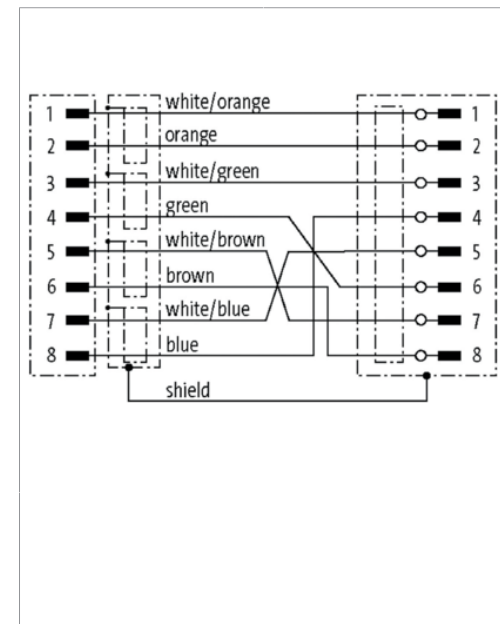 1 white/orange 1
2 orange 2
3 white/green 3
4 green 4
5 white/brown 5
6 brown 6
7 white/blue 7
8 blue 8
shield